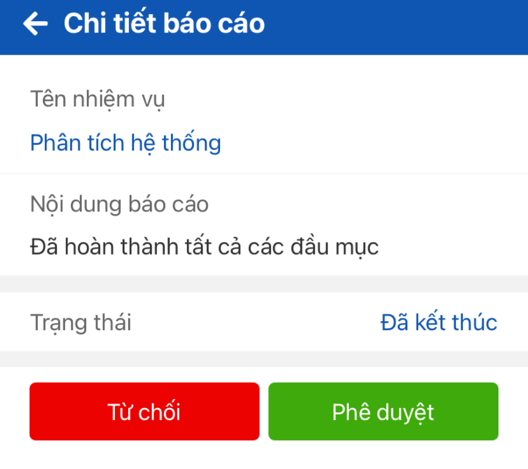 Chi tiết báo cáo
Tên nhiệm vụ
Phân tích hệ thống
Nội dung báo cáo
Đã hoàn thành tất cả các đầu mục
Trạng thái Đã kết thúc
Từ chối Phê duyệt